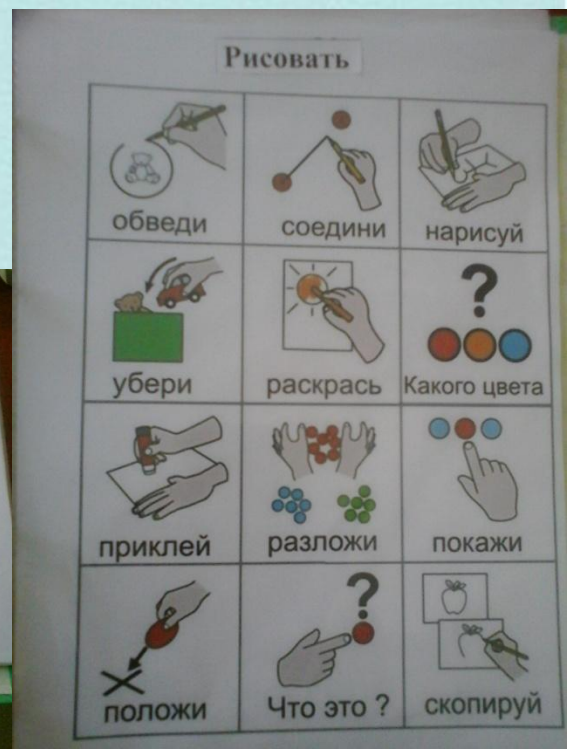 Рисовать
обведи
соедини
нарисуй
убери
раскрась
?
Какого цвета
приклей
разложи
покажи
?
положи
Что это ?
скопируй